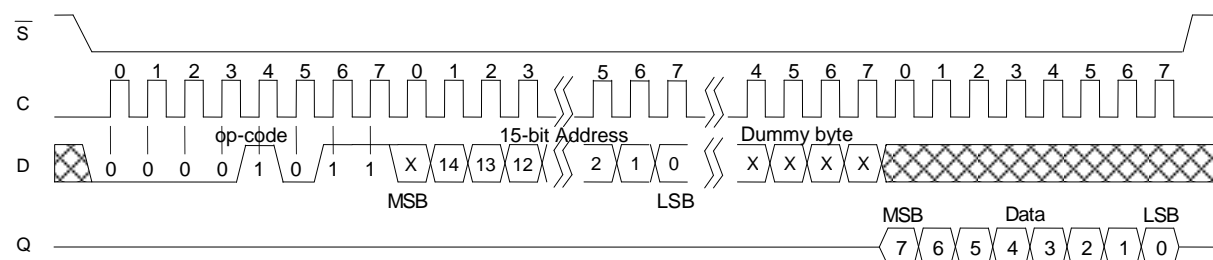 S
0 1 2 3 4 5 6 7 0 1 2 3 5 6 7 4 5 6 7 0 1 2 3 4 5 6 7
C
op-code 15-bit Address Dummy byte
D 0 0 0 0 1 0 1 1 X 14 13 12 2 1 0 X X X X
MSB LSB
MSB Data LSB
Q 7 6 5 4 3 2 1 0